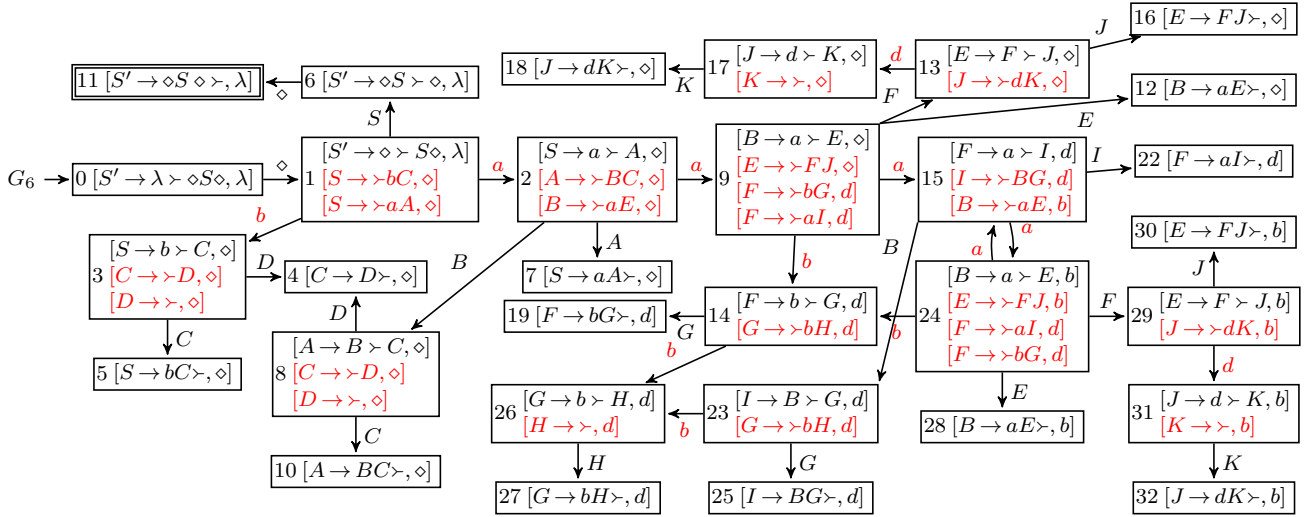 G₆
0 [S′ → λ ≻ ⋄S⋄, λ]
⋄
1 [S′ → ⋄ ≻ S⋄, λ]
[S → ≻bC, ⋄]
[S → ≻aA, ⋄]
S
6 [S′ → ⋄S ≻ ⋄, λ]
⋄
11 [S′ → ⋄S ⋄ ≻, λ]
a
2 [S → a ≻ A, ⋄]
[A → ≻BC, ⋄]
[B → ≻aE, ⋄]
b
3 [S → b ≻ C, ⋄]
[C → ≻D, ⋄]
[D → ≻, ⋄]
D
4 [C → D≻, ⋄]
C
5 [S → bC≻, ⋄]
A
7 [S → aA≻, ⋄]
B
8 [A → B ≻ C, ⋄]
[C → ≻D, ⋄]
[D → ≻, ⋄]
D
C
10 [A → BC≻, ⋄]
a
9 [B → a ≻ E, ⋄]
[E → ≻FJ, ⋄]
[F → ≻bG, d]
[F → ≻aI, d]
E
12 [B → aE≻, ⋄]
F
13 [E → F ≻ J, ⋄]
[J → ≻dK, ⋄]
J
16 [E → FJ≻, ⋄]
d
17 [J → d ≻ K, ⋄]
[K → ≻, ⋄]
K
18 [J → dK≻, ⋄]
b
14 [F → b ≻ G, d]
[G → ≻bH, d]
G
19 [F → bG≻, d]
b
a
15 [F → a ≻ I, d]
[I → ≻BG, d]
[B → ≻aE, b]
I
22 [F → aI≻, d]
B
23 [I → B ≻ G, d]
[G → ≻bH, d]
G
25 [I → BG≻, d]
b
26 [G → b ≻ H, d]
[H → ≻, d]
H
27 [G → bH≻, d]
a
a
24 [B → a ≻ E, b]
[E → ≻FJ, b]
[F → ≻aI, d]
[F → ≻bG, d]
b
E
28 [B → aE≻, b]
F
29 [E → F ≻ J, b]
[J → ≻dK, b]
J
30 [E → FJ≻, b]
d
31 [J → d ≻ K, b]
[K → ≻, b]
K
32 [J → dK≻, b]